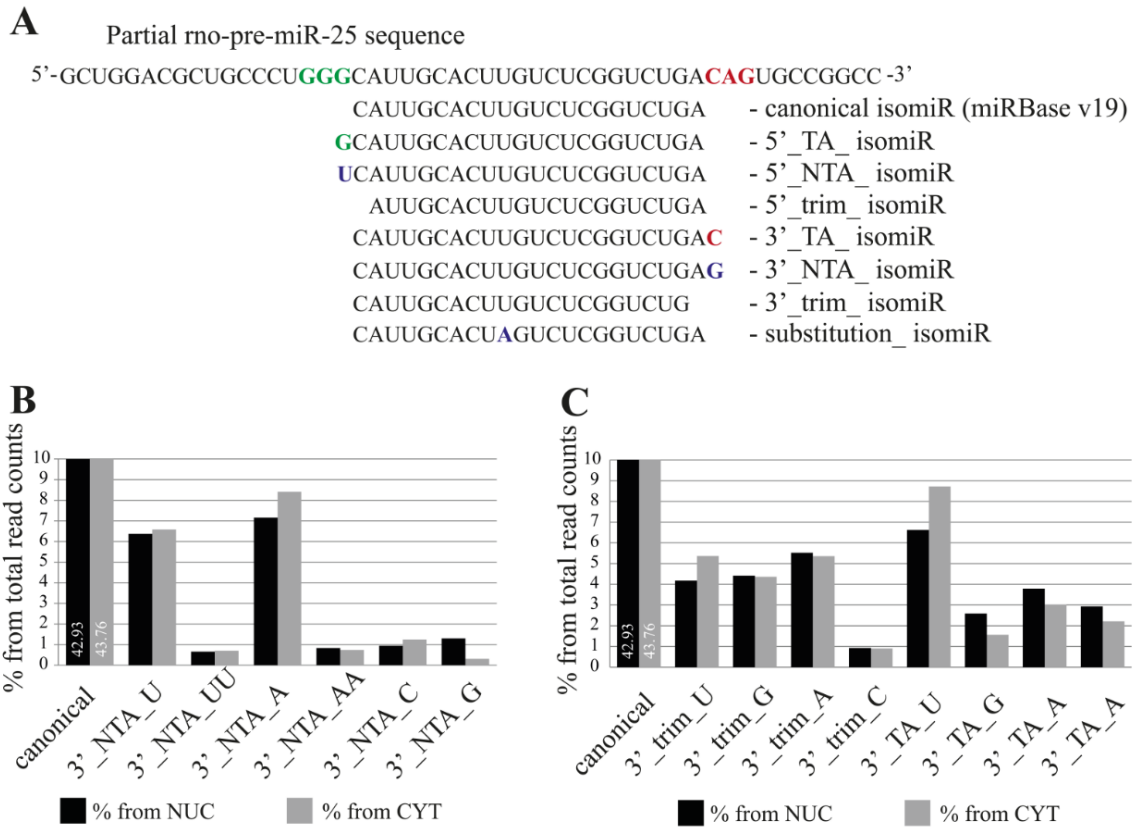 A
Partial rno-pre-miR-25 sequence
5’-GCUGGACGCUGCCCUGGGCAUUGCACUUGUCUCGGUCUGACAGUGCCGGCC -3’
CAUUGCACUUGUCUCGGUCUGA - canonical isomiR (miRBase v19)
GCAUUGCACUUGUCUCGGUCUGA - 5’_TA_ isomiR
UCAUUGCACUUGUCUCGGUCUGA - 5’_NTA_ isomiR
AUUGCACUUGUCUCGGUCUGA - 5’_trim_ isomiR
CAUUGCACUUGUCUCGGUCUGAC - 3’_TA_ isomiR
CAUUGCACUUGUCUCGGUCUGAG - 3’_NTA_ isomiR
CAUUGCACUUGUCUCGGUCUG - 3’_trim_ isomiR
CAUUGCACUAGUCUCGGUCUGA - substitution_ isomiR
B
% from total read counts
10
9
8
7
6
5
4
3
2
1
0
42.93
43.76
canonical
3’_NTA_U
3’_NTA_UU
3’_NTA_A
3’_NTA_AA
3’_NTA_C
3’_NTA_G
% from NUC
% from CYT
C
% from total read counts
10
9
8
7
6
5
4
3
2
1
0
42.93
43.76
canonical
3’_trim_U
3’_trim_G
3’_trim_A
3’_trim_C
3’_TA_U
3’_TA_G
3’_TA_A
3’_TA_A
% from NUC
% from CYT